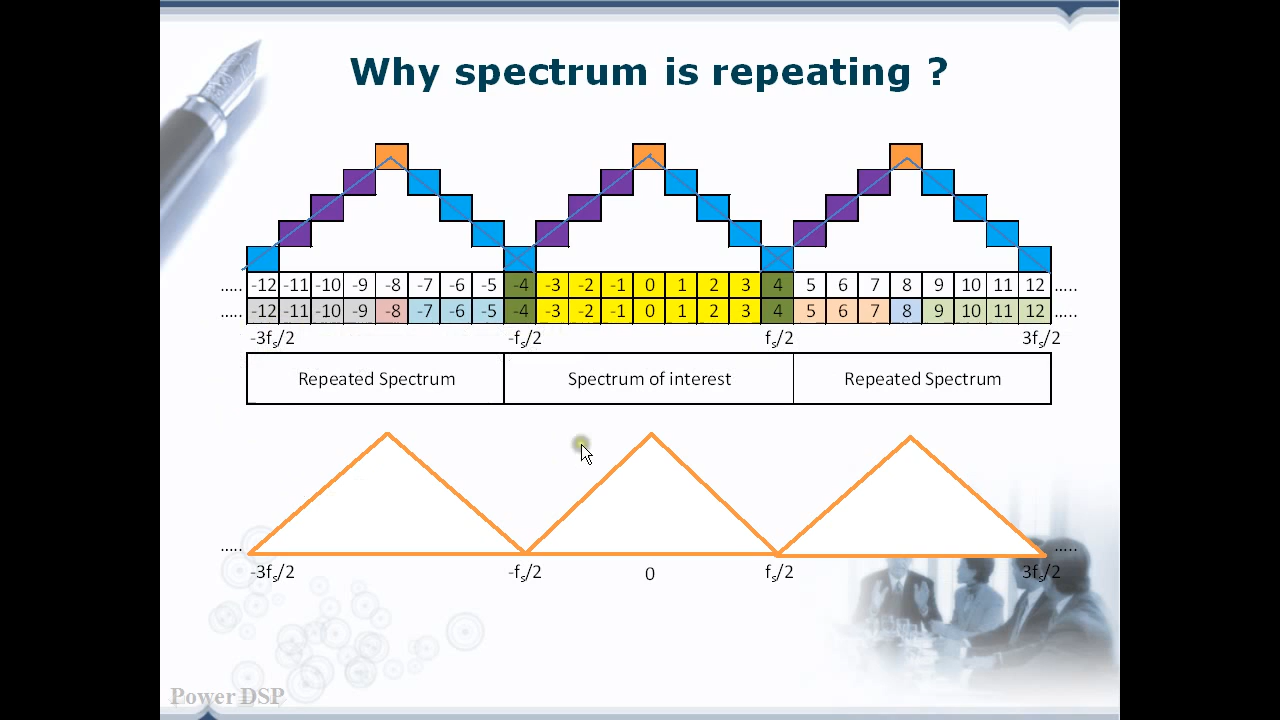 Why spectrum is repeating ?
..... -12 -11 -10 -9 -8 -7 -6 -5 -4 -3 -2 -1 0 1 2 3 4 5 6 7 8 9 10 11 12 .....
..... -12 -11 -10 -9 -8 -7 -6 -5 -4 -3 -2 -1 0 1 2 3 4 5 6 7 8 9 10 11 12 .....
-3fs/2 -fs/2 fs/2 3fs/2
Repeated Spectrum Spectrum of interest Repeated Spectrum
..... .....
-3fs/2 -fs/2 0 fs/2 3fs/2
Power DSP